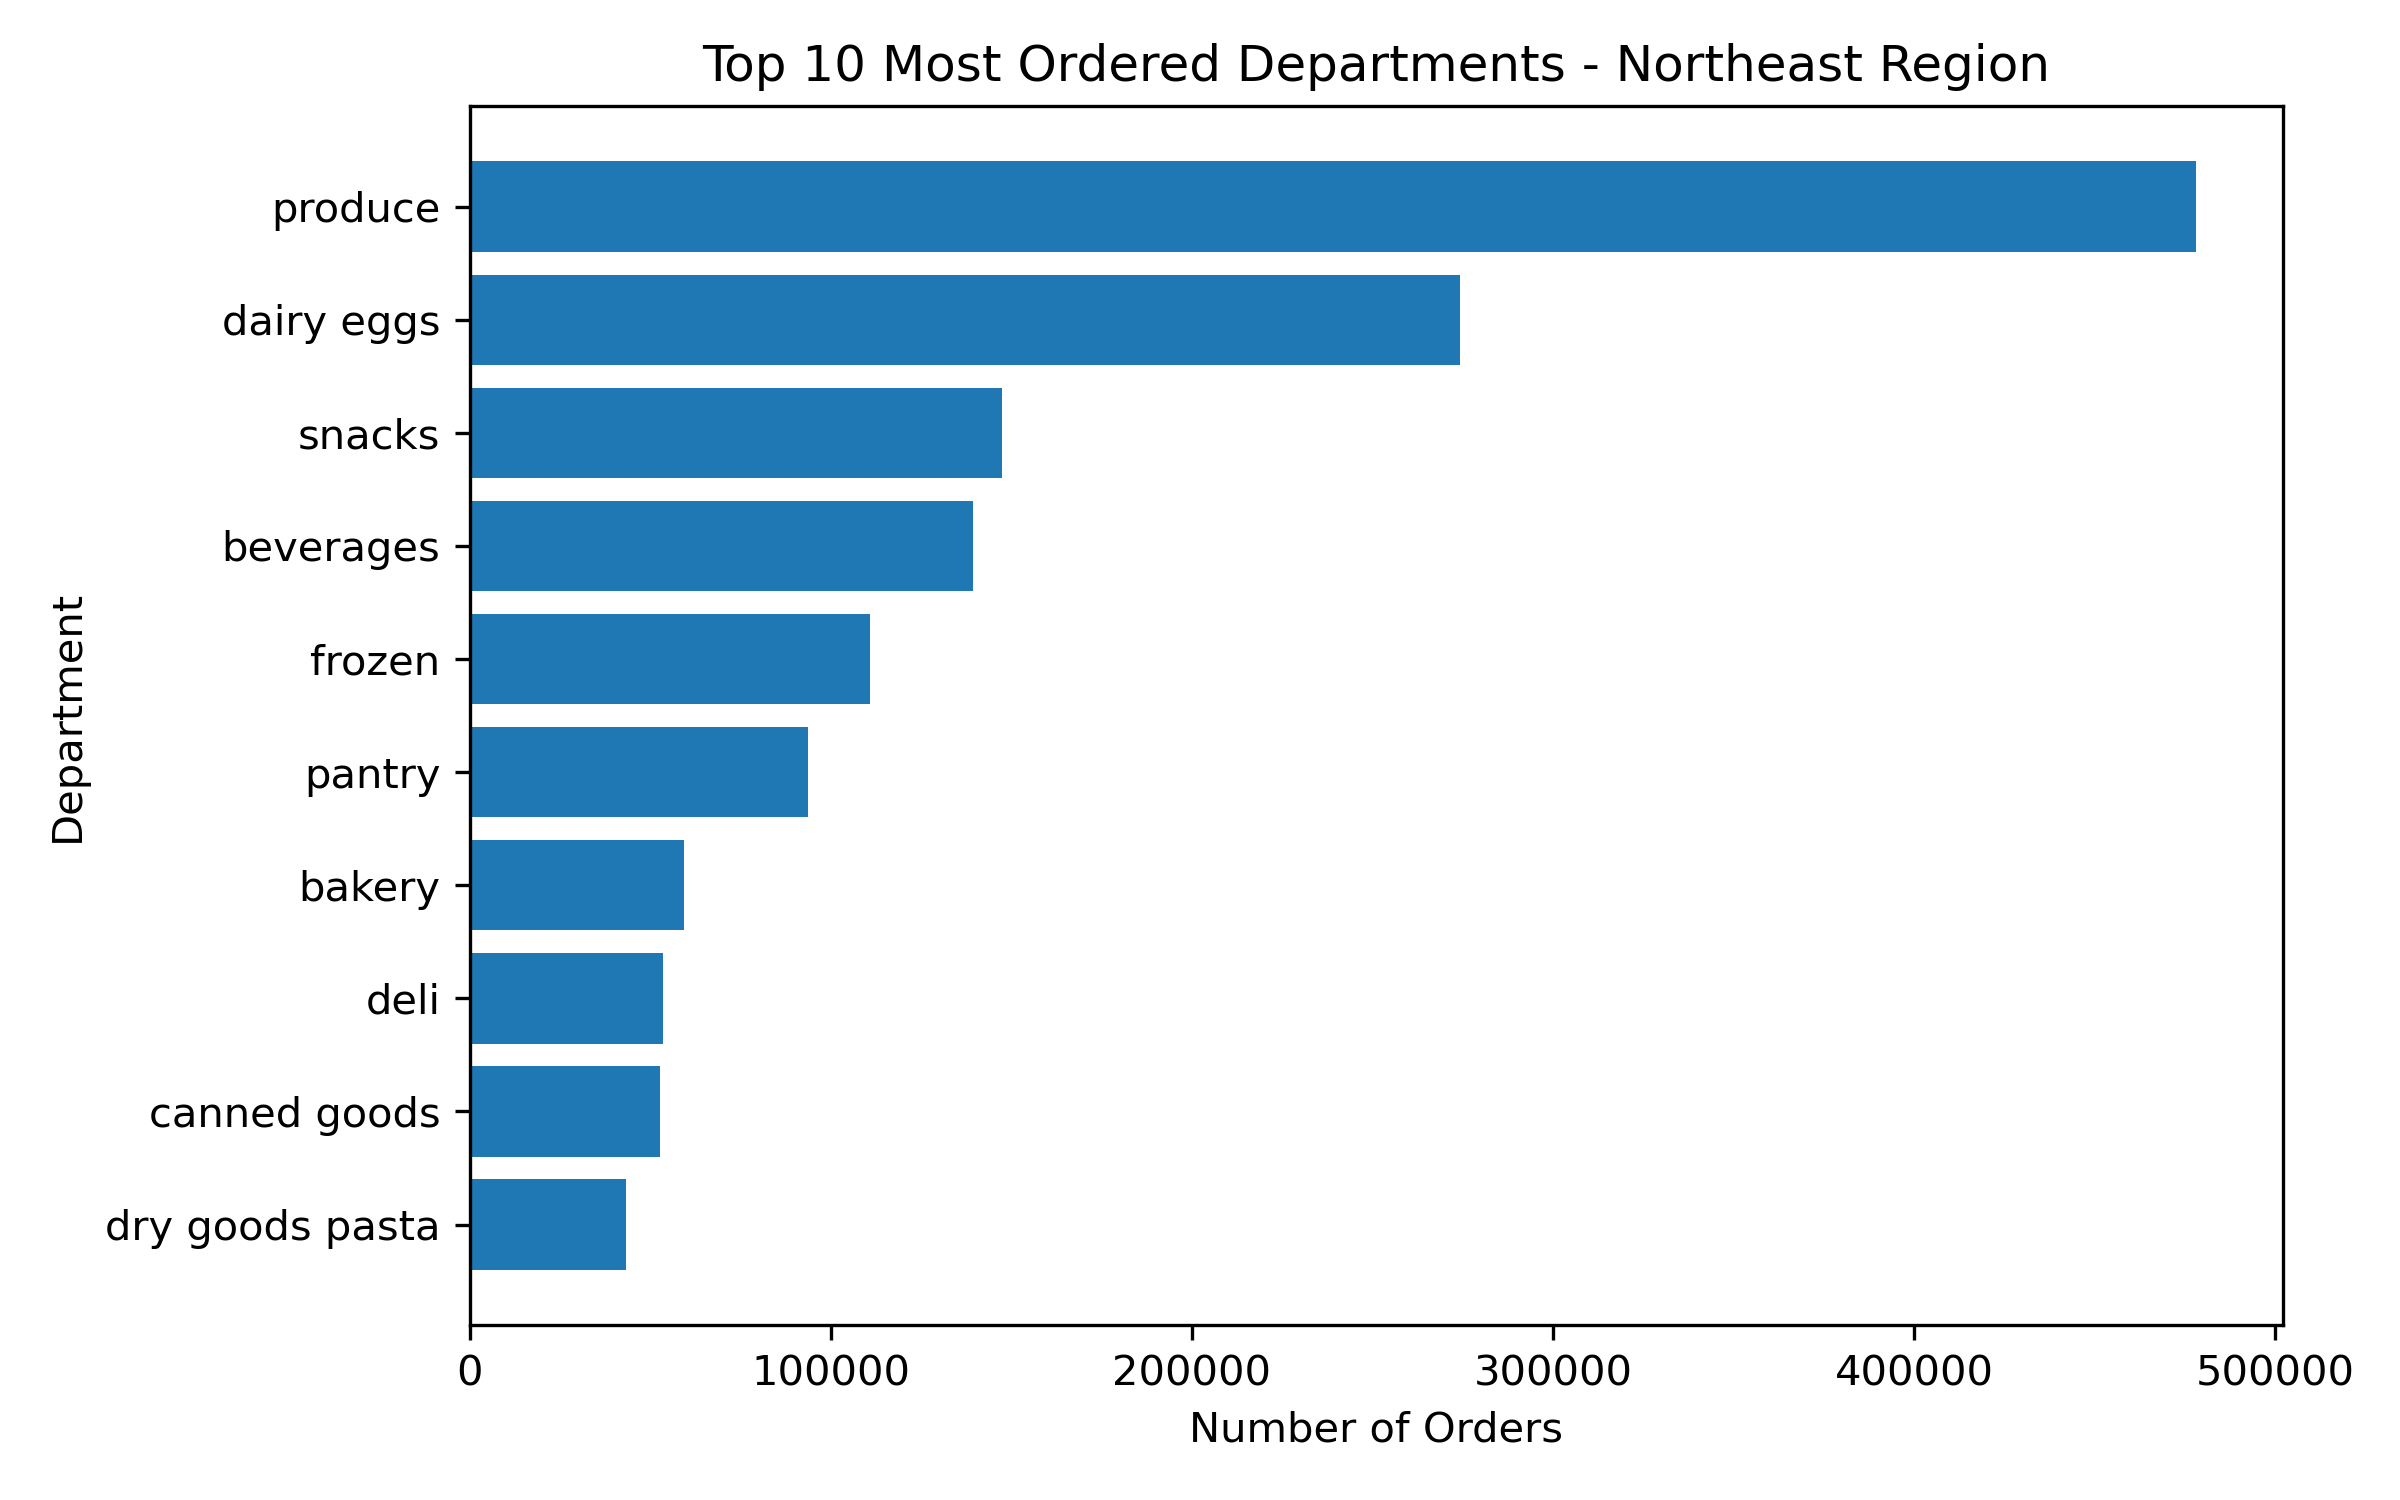 Top 10 Most Ordered Departments - Northeast Region
produce
dairy eggs
snacks
beverages
frozen
pantry
bakery
deli
canned goods
dry goods pasta
Department
0 100000 200000 300000 400000 500000
Number of Orders